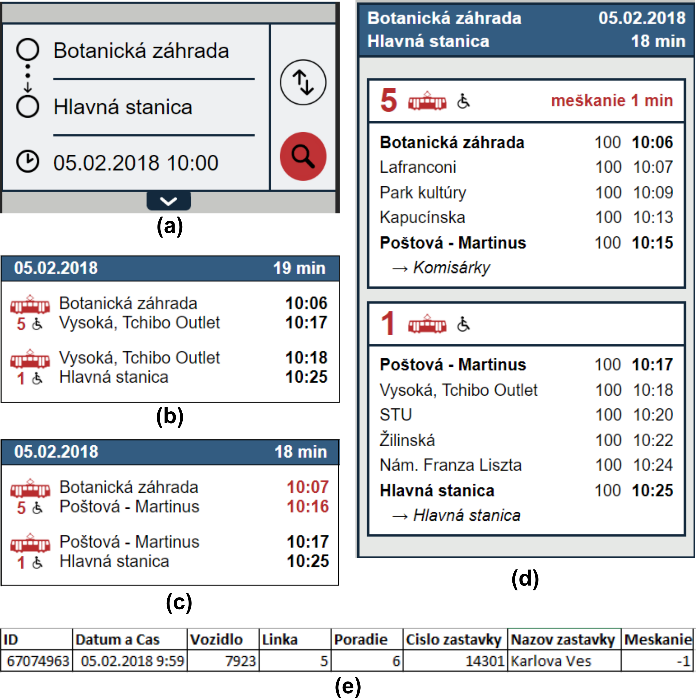 Botanická záhrada
Hlavná stanica
05.02.2018 10:00
(a)
05.02.2018 19 min
Botanická záhrada 10:06
5 Vysoká, Tchibo Outlet 10:17
Vysoká, Tchibo Outlet 10:18
1 Hlavná stanica 10:25
(b)
05.02.2018 18 min
Botanická záhrada 10:07
5 Poštová - Martinus 10:16
Poštová - Martinus 10:17
1 Hlavná stanica 10:25
(c)
Botanická záhrada 05.02.2018
Hlavná stanica 18 min
5 meškanie 1 min
Botanická záhrada 100 10:06
Lafranconi 100 10:07
Park kultúry 100 10:09
Kapucínska 100 10:13
Poštová - Martinus 100 10:15
→ Komisárky
1
Poštová - Martinus 100 10:17
Vysoká, Tchibo Outlet 100 10:18
STU 100 10:20
Žilinská 100 10:22
Nám. Franza Liszta 100 10:24
Hlavná stanica 100 10:25
→ Hlavná stanica
(d)
ID Datum a Cas Vozidlo Linka Poradie Cislo zastavky Nazov zastavky Meskanie
67074963 05.02.2018 9:59 7923 5 6 14301 Karlova Ves -1
(e)